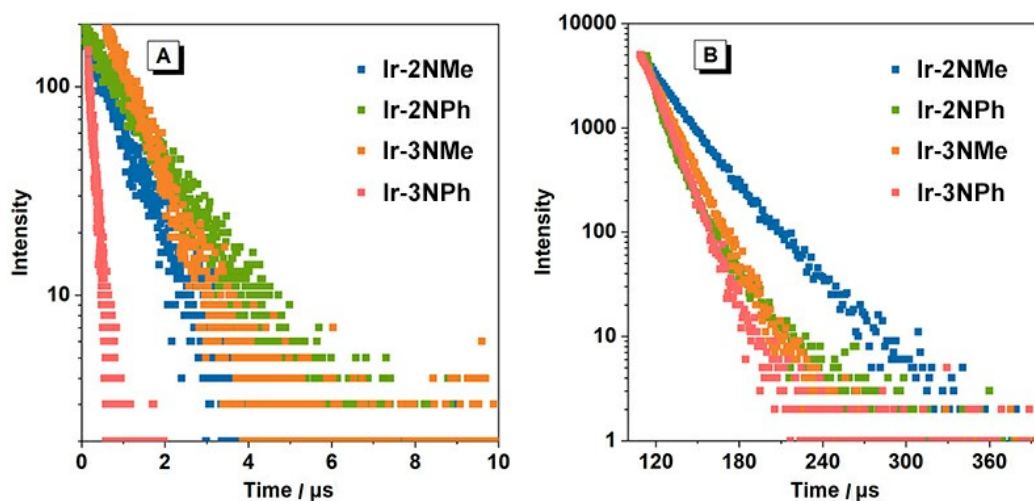 A
Ir-2NMe
Ir-2NPh
Ir-3NMe
Ir-3NPh
Intensity
100
10
0 2 4 6 8 10
Time / µs
B
Ir-2NMe
Ir-2NPh
Ir-3NMe
Ir-3NPh
Intensity
10000
1000
100
10
1
120 180 240 300 360
Time / µs